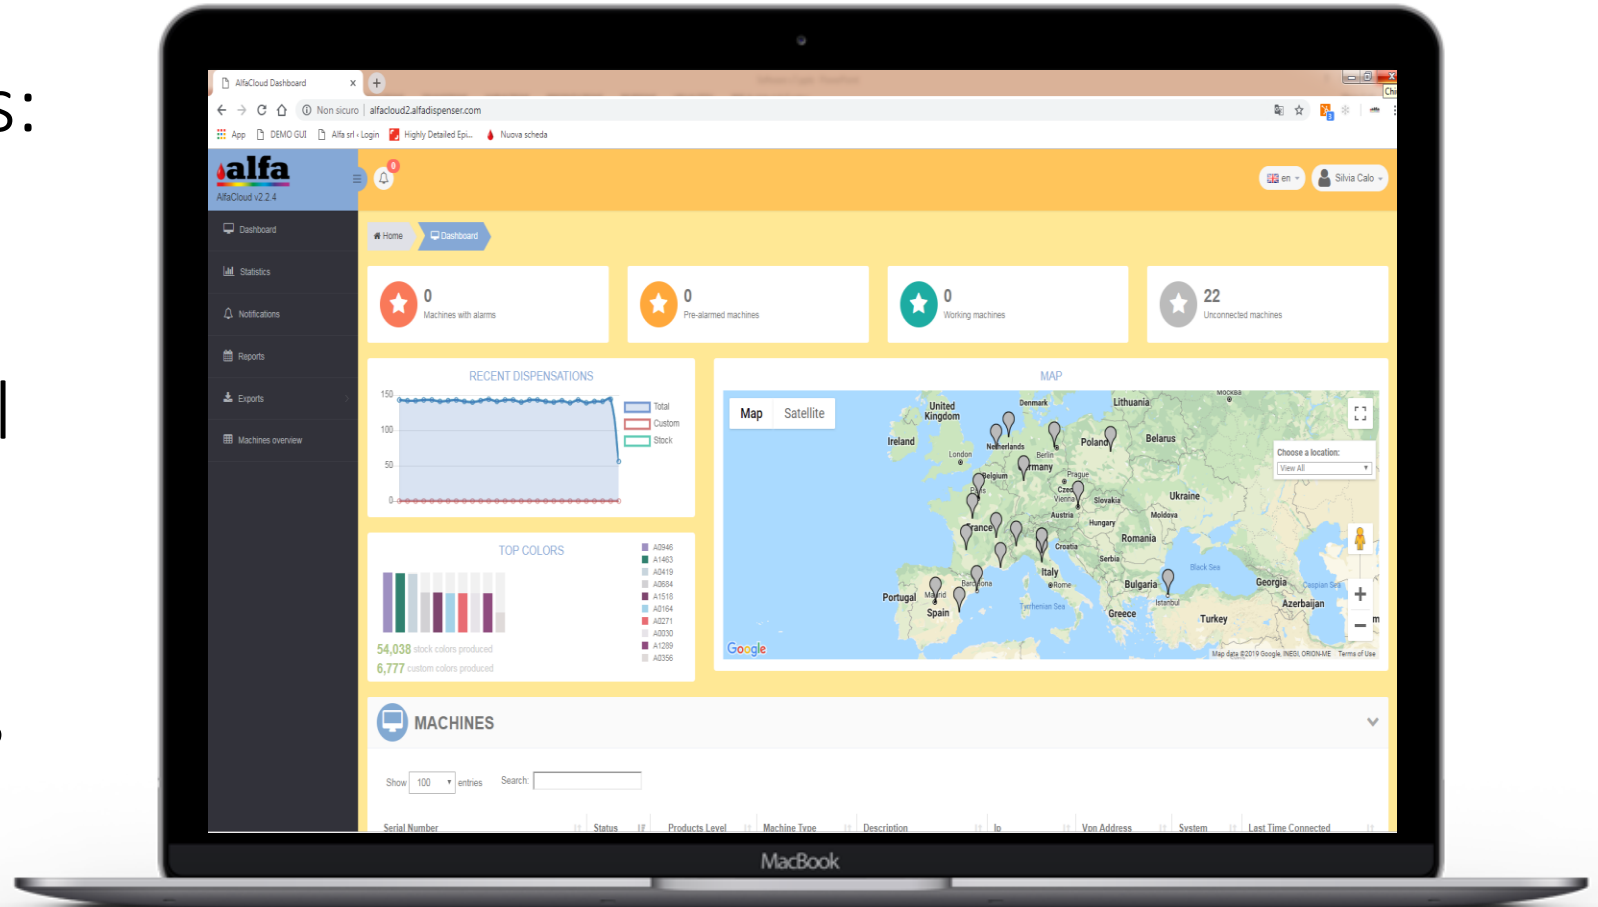 s:
l
,
AlfaCloud Dashboard x +
Non sicuro | alfacloud2.alfadispenser.com
App DEMO GUI Alfa srl ‹ Login Highly Detailed Epi... Nuova scheda
Chi
alfa
AlfaCloud v2.2.4
0
en
Silvia Calo
Dashboard
Statistics
Notifications
Reports
Exports
Machines overview
Home Dashboard
0
Machines with alarms
0
Pre-alarmed machines
0
Working machines
22
Unconnected machines
RECENT DISPENSATIONS
150
100
50
0
Total
Custom
Stock
TOP COLORS
A0946
A1463
A0419
A0684
A1518
A0164
A0271
A0030
A1289
A0356
54,038 stock colors produced
6,777 custom colors produced
MAP
Map Satellite
Choose a location:
View All
Москва
United Kingdom
Denmark
Lithuania
Ireland
London
Netherlands
Berlin
Poland
Belarus
Belgium
Prague
Vienna
Slovakia
Ukraine
Austria
Hungary
Moldova
France
Romania
Croatia
Serbia
Italy
Rome
Black Sea
Bulgaria
Georgia
Caspian Sea
Portugal
Madrid
Spain
Barcelona
Tyrrhenian Sea
Greece
Istanbul
Turkey
Azerbaijan
Google
Map data ©2019 Google, INEGI, ORION-ME Terms of Use
MACHINES
Show 100 entries Search:
Serial Number Status Products Level Machine Type Description Ip Vpn Address System Last Time Connected
MacBook